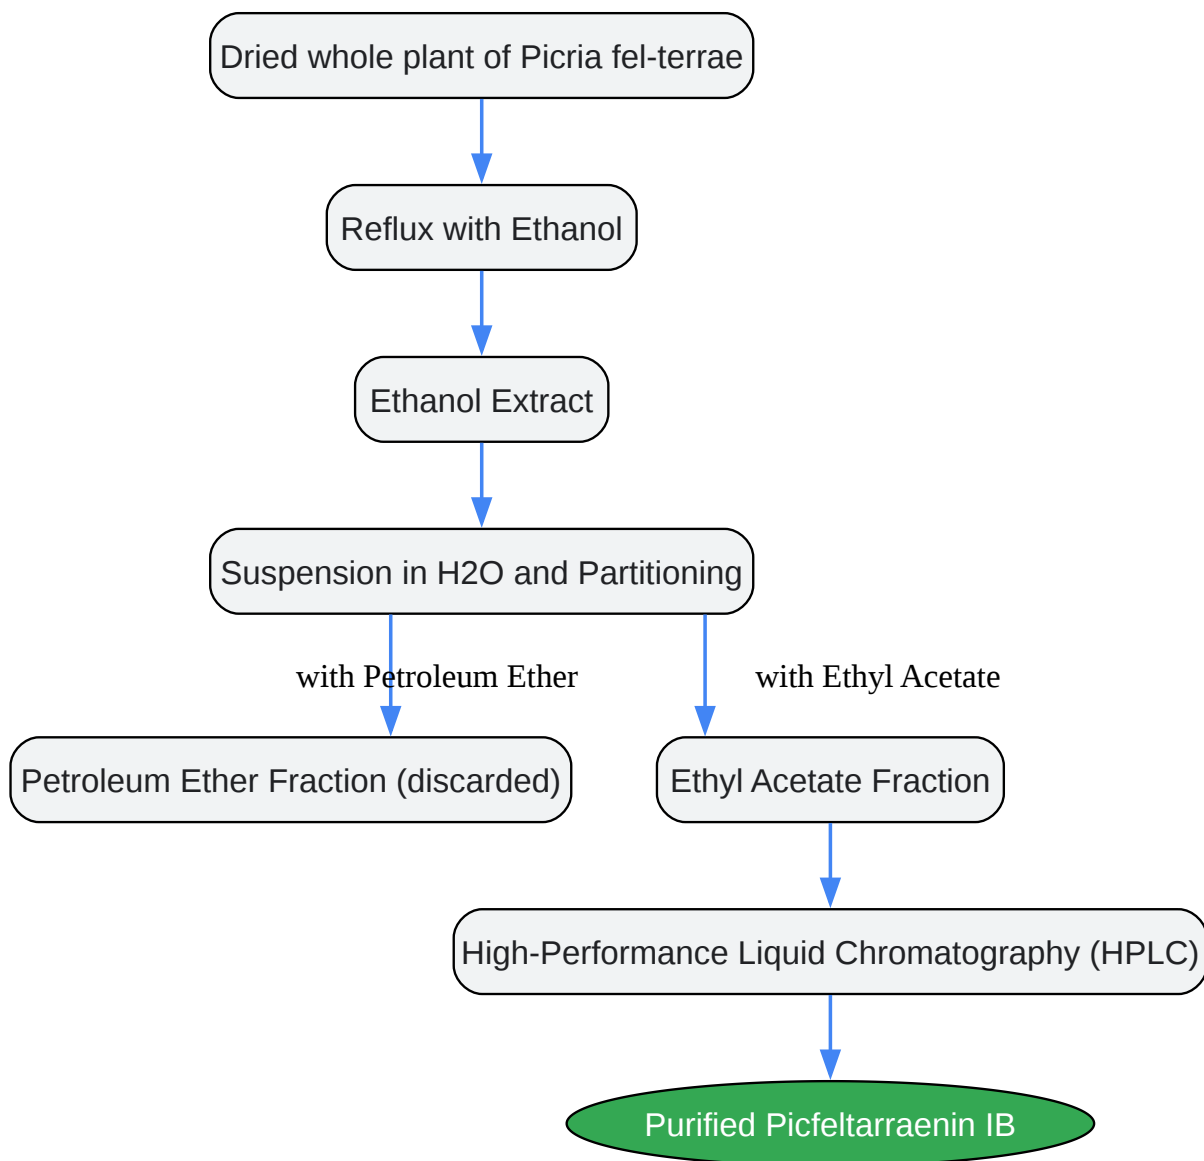 Dried whole plant of Picria fel-terrae
Reflux with Ethanol
Ethanol Extract
Suspension in H2O and Partitioning
with Petroleum Ether
with Ethyl Acetate
Petroleum Ether Fraction (discarded)
Ethyl Acetate Fraction
High-Performance Liquid Chromatography (HPLC)
Purified Picfeltarraenin IB